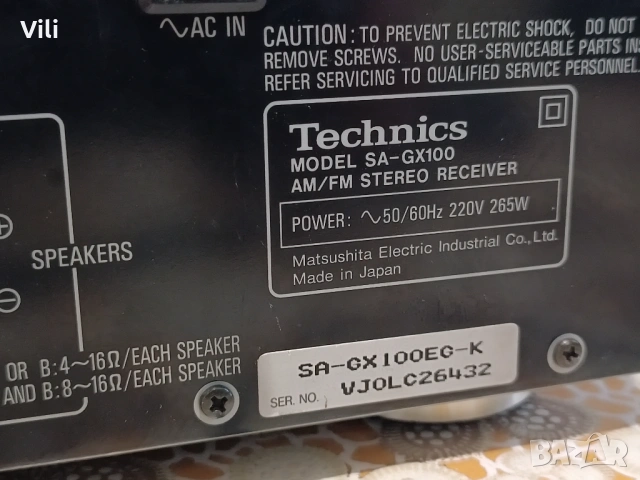 Vili
∿AC IN
CAUTION: TO PREVENT ELECTRIC SHOCK, DO NOT
REMOVE SCREWS. NO USER-SERVICEABLE PARTS INS
REFER SERVICING TO QUALIFIED SERVICE PERSONNEL.
Technics
MODEL SA-GX100
AM/FM STEREO RECEIVER
POWER: ∿50/60Hz 220V 265W
Matsushita Electric Industrial Co., Ltd.
Made in Japan
+
SPEAKERS
−
OR B:4~16Ω/EACH SPEAKER
AND B:8~16Ω/EACH SPEAKER
SA-GX100EG-K
SER. NO. VJ0LC26432
BAZAR